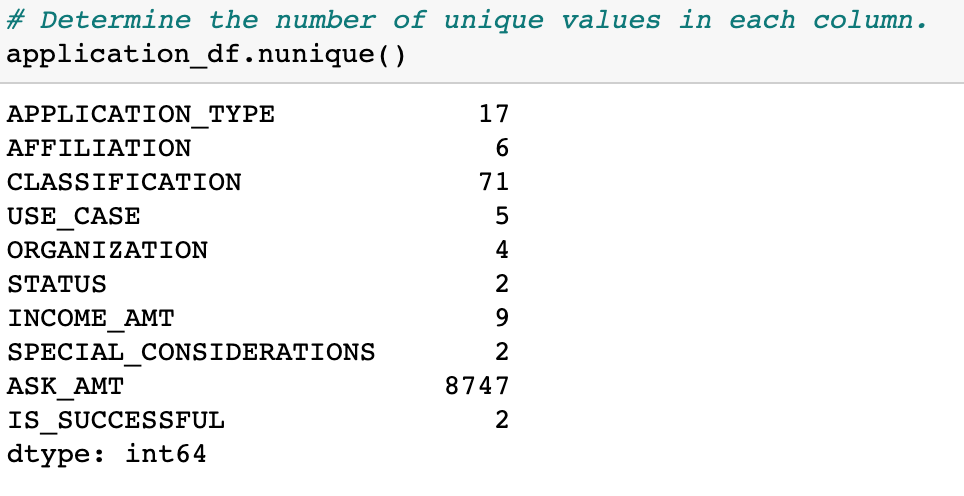 # Determine the number of unique values in each column.
application_df.nunique()
APPLICATION_TYPE 17
AFFILIATION 6
CLASSIFICATION 71
USE_CASE 5
ORGANIZATION 4
STATUS 2
INCOME_AMT 9
SPECIAL_CONSIDERATIONS 2
ASK_AMT 8747
IS_SUCCESSFUL 2
dtype: int64